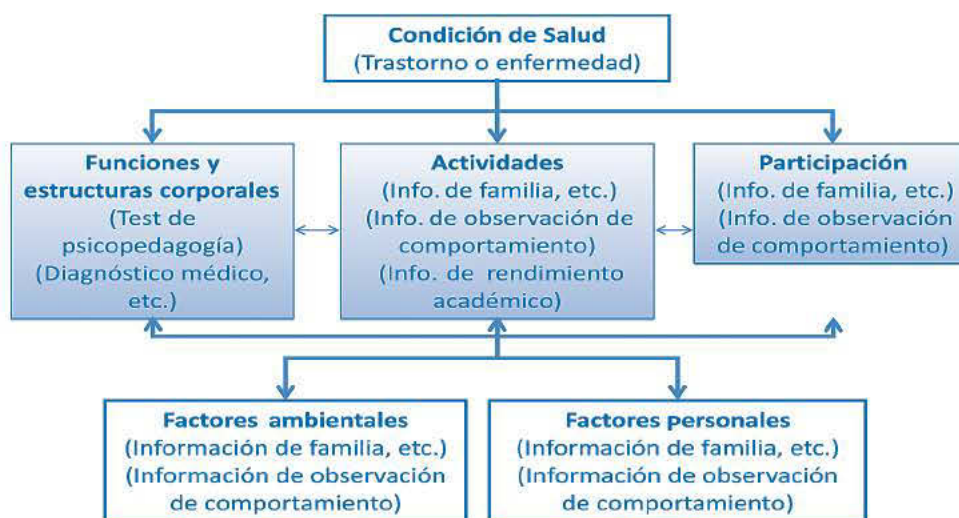 Condición de Salud
(Trastorno o enfermedad)
Funciones y
estructuras corporales
(Test de
psicopedagogía)
(Diagnóstico médico,
etc.)
Actividades
(Info. de familia, etc.)
(Info. de observación de
comportamiento)
(Info. de rendimiento
académico)
Participación
(Info. de familia, etc.)
(Info. de observación
de comportamiento)
Factores ambientales
(Información de familia, etc.)
(Información de observación
de comportamiento)
Factores personales
(Información de familia, etc.)
(Información de observación
de comportamiento)